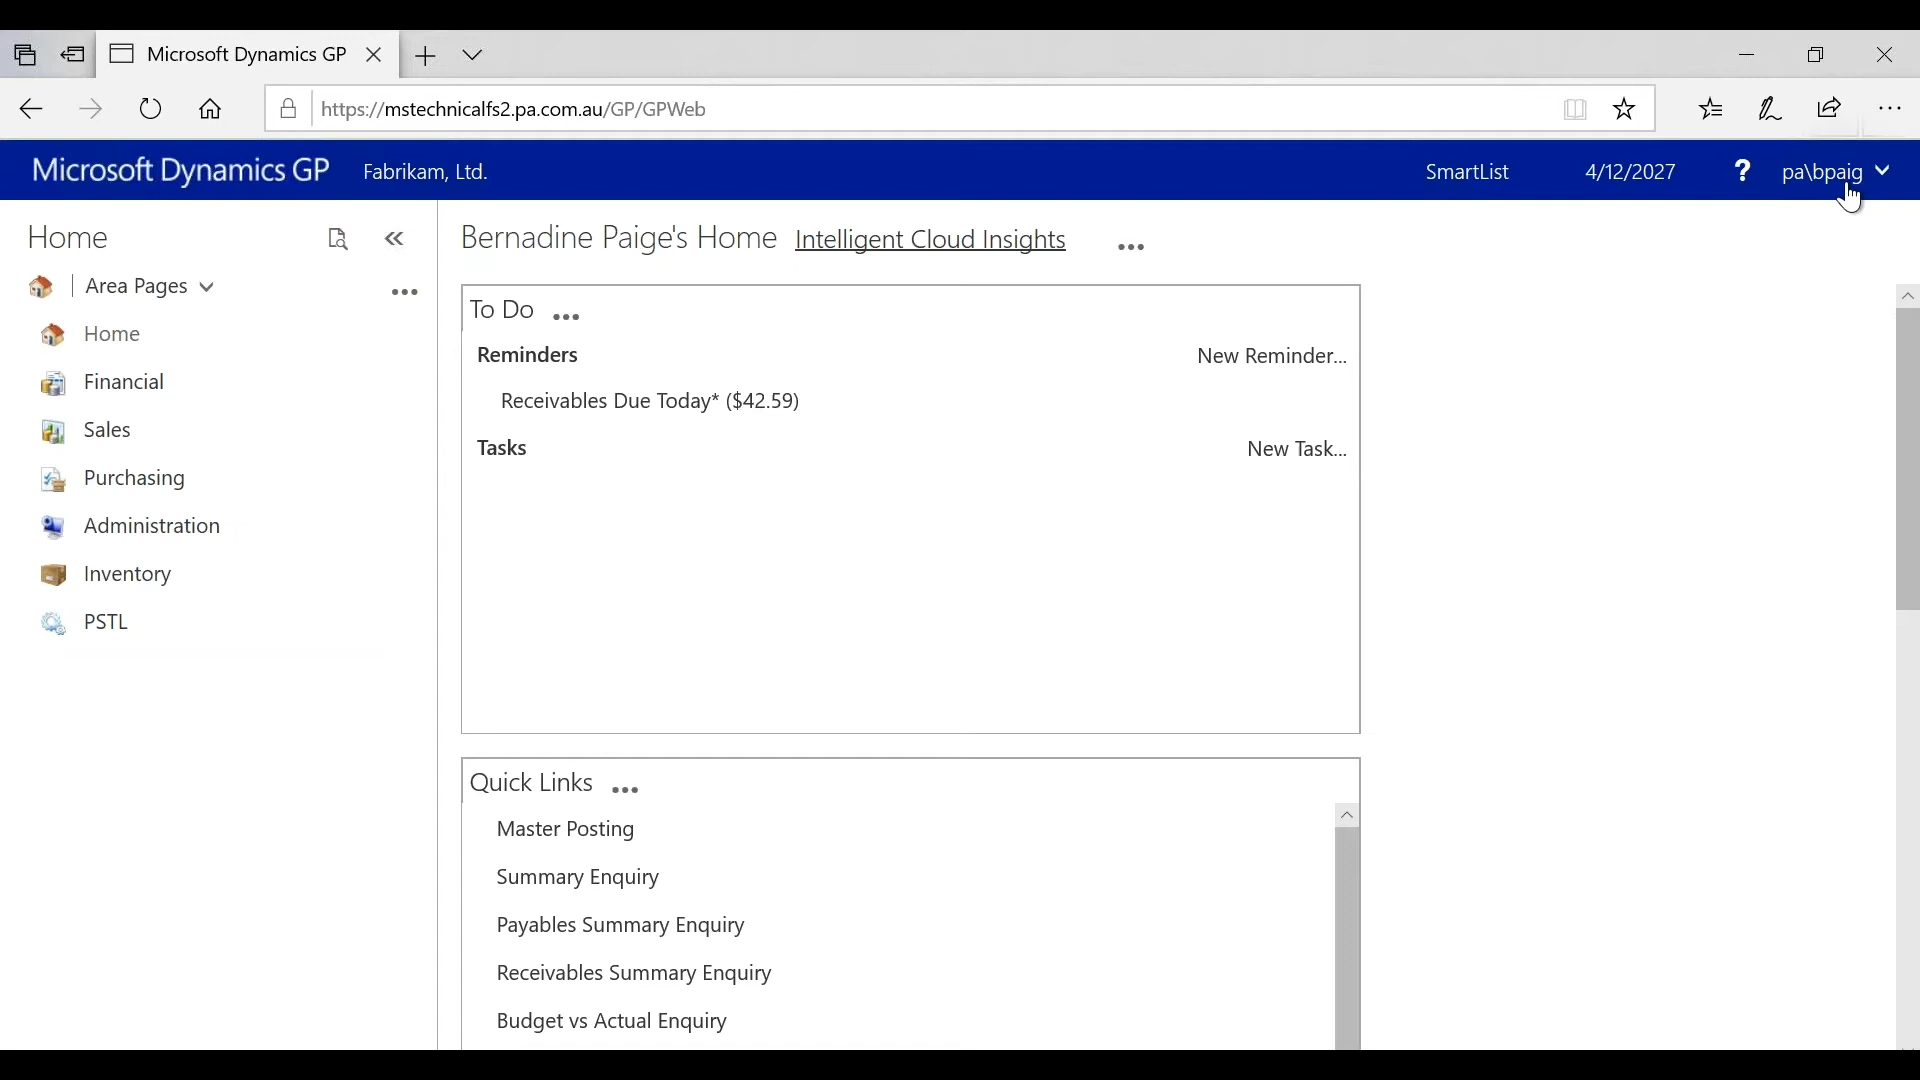 Microsoft Dynamics GP
https://mstechnicalfs2.pa.com.au/GP/GPWeb
Microsoft Dynamics GP Fabrikam, Ltd. SmartList 4/12/2027 ? pa\bpaig
Home
Area Pages
Home
Financial
Sales
Purchasing
Administration
Inventory
PSTL
Bernadine Paige's Home Intelligent Cloud Insights
To Do
Reminders New Reminder...
Receivables Due Today* ($42.59)
Tasks New Task...
Quick Links
Master Posting
Summary Enquiry
Payables Summary Enquiry
Receivables Summary Enquiry
Budget vs Actual Enquiry